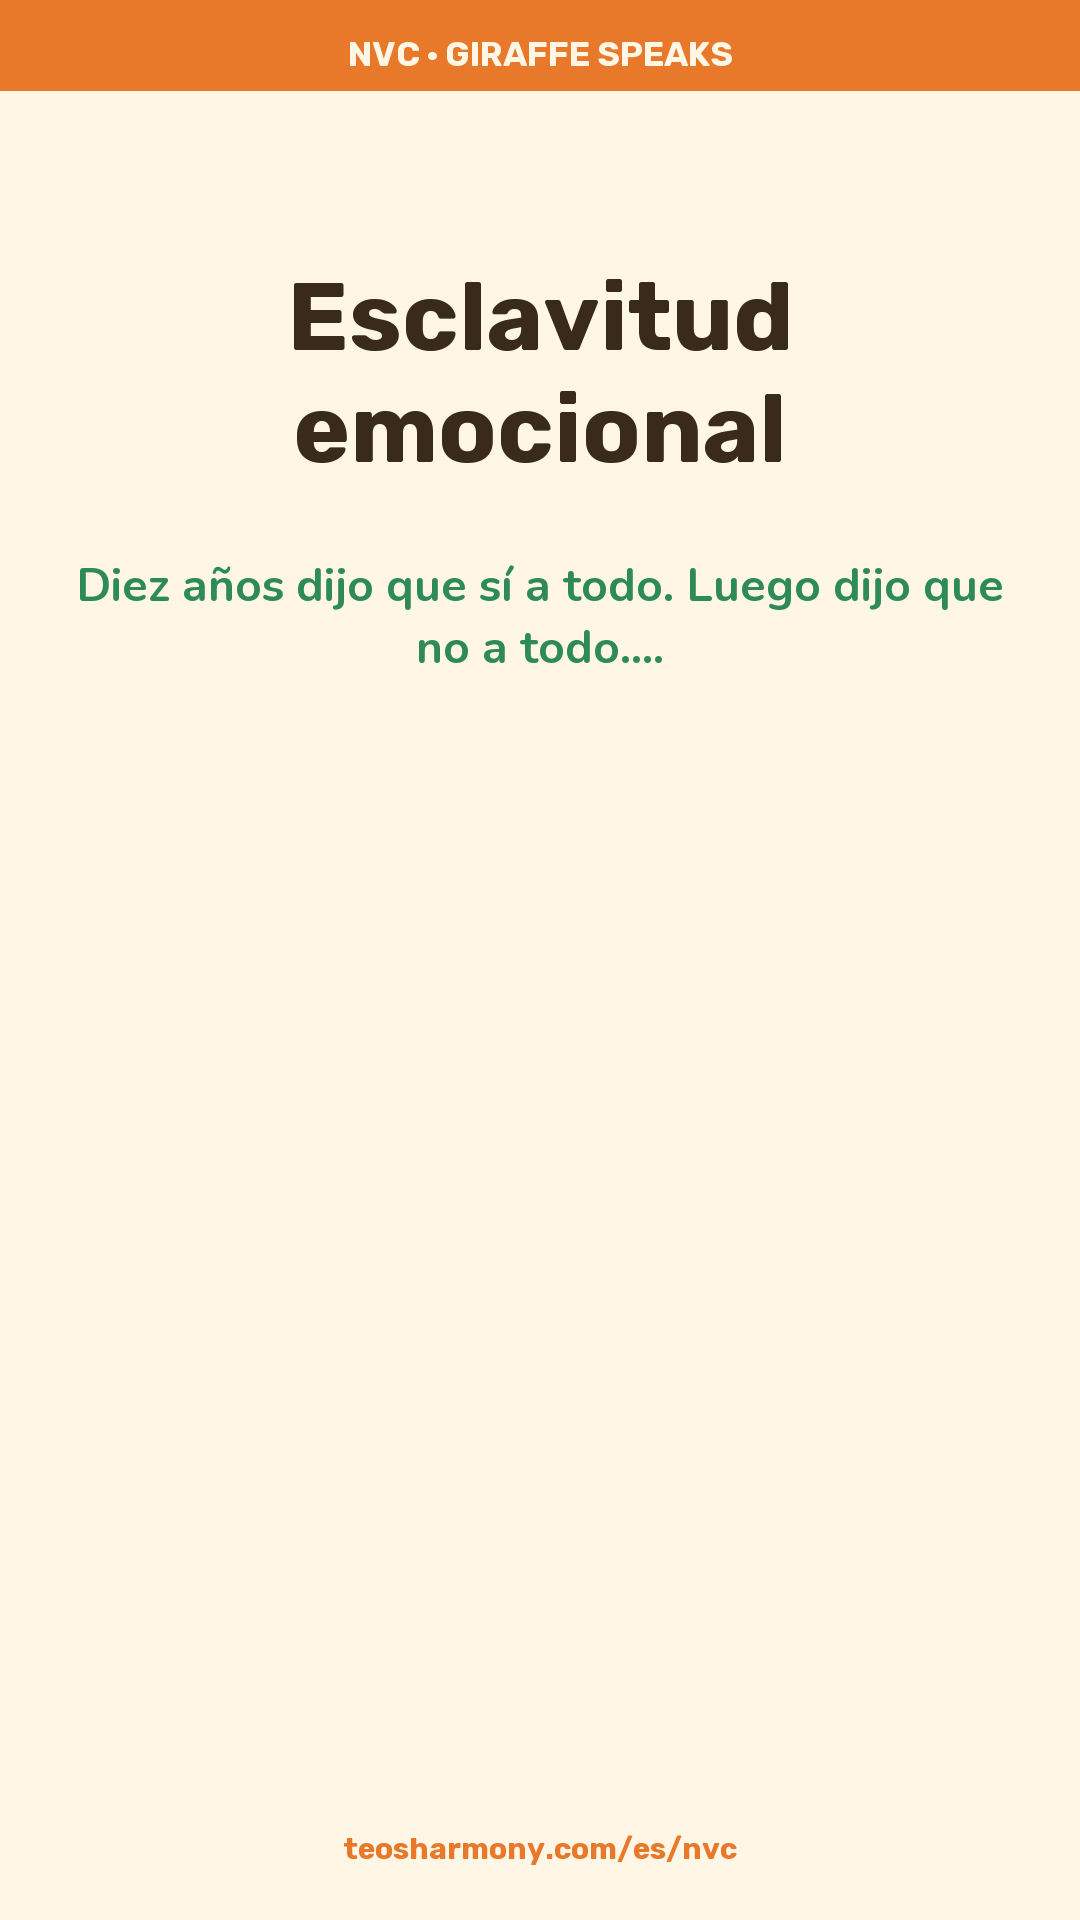 NVC • GIRAFFE SPEAKS
Esclavitud
emocional
Diez años dijo que sí a todo. Luego dijo que
no a todo....
teosharmony.com/es/nvc